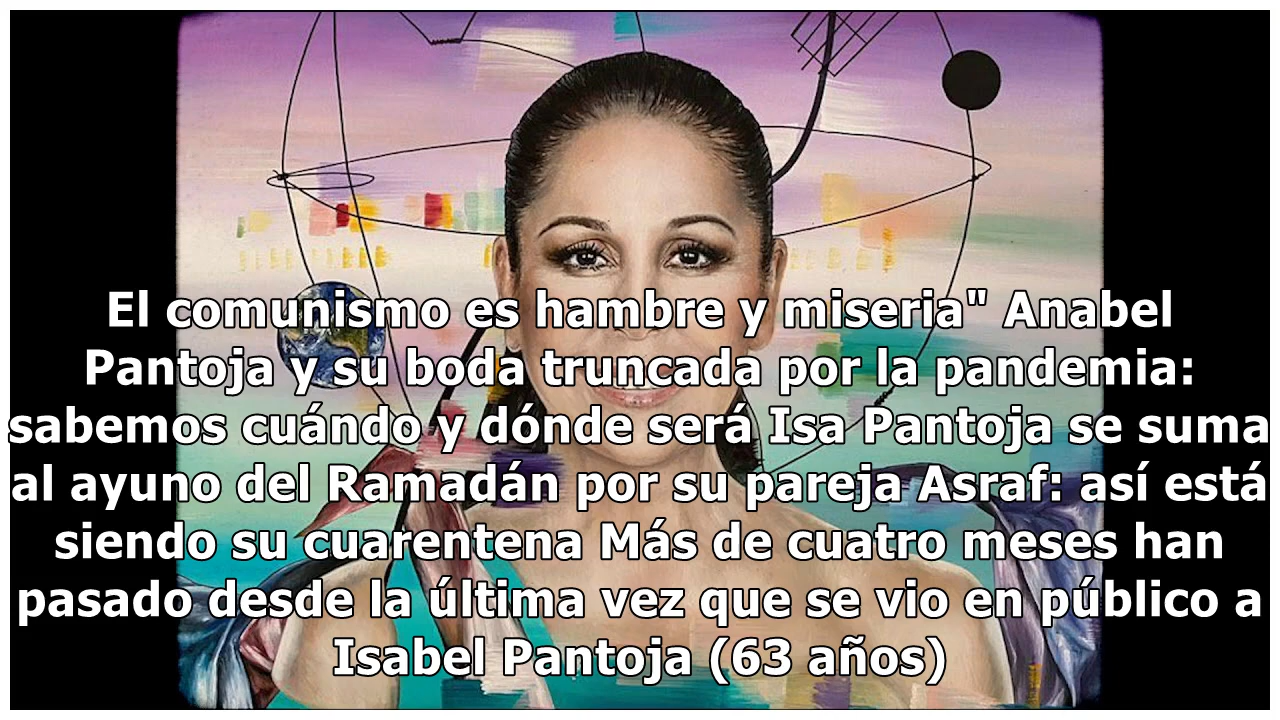 El comunismo es hambre y miseria" Anabel
Pantoja y su boda truncada por la pandemia:
sabemos cuándo y dónde será Isa Pantoja se suma
al ayuno del Ramadán por su pareja Asraf: así está
siendo su cuarentena Más de cuatro meses han
pasado desde la última vez que se vio en público a
Isabel Pantoja (63 años)